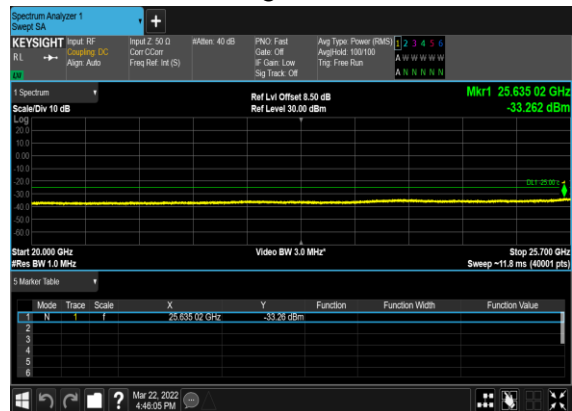 Spectrum Analyzer 1
Swept SA
+
KEYSIGHT Input: RF Input Z: 50 Ω #Atten: 40 dB PNO: Fast Avg Type: Power (RMS) 1 2 3 4 5 6
RL Coupling: DC Corr CCorr Gate: Off Avg|Hold: 100/100 A W W W W W
Align: Auto Freq Ref: Int (S) IF Gain: Low Trig: Free Run
LXI Sig Track: Off A N N N N N
1 Spectrum Ref Lvl Offset 8.50 dB Mkr1 25.635 02 GHz
Scale/Div 10 dB Ref Level 30.00 dBm -33.262 dBm
Log
20.0
10.0
0.00
-10.0
-20.0 DL1 -25.00
-30.0
-40.0
-50.0
-60.0
Start 20.000 GHz Video BW 3.0 MHz* Stop 25.700 GHz
#Res BW 1.0 MHz Sweep ~11.8 ms (40001 pts)
5 Marker Table
Mode Trace Scale X Y Function Function Width Function Value
1 N 1 f 25.635 02 GHz -33.26 dBm
2
3
4
5
6
? Mar 22, 2022
4:46:05 PM